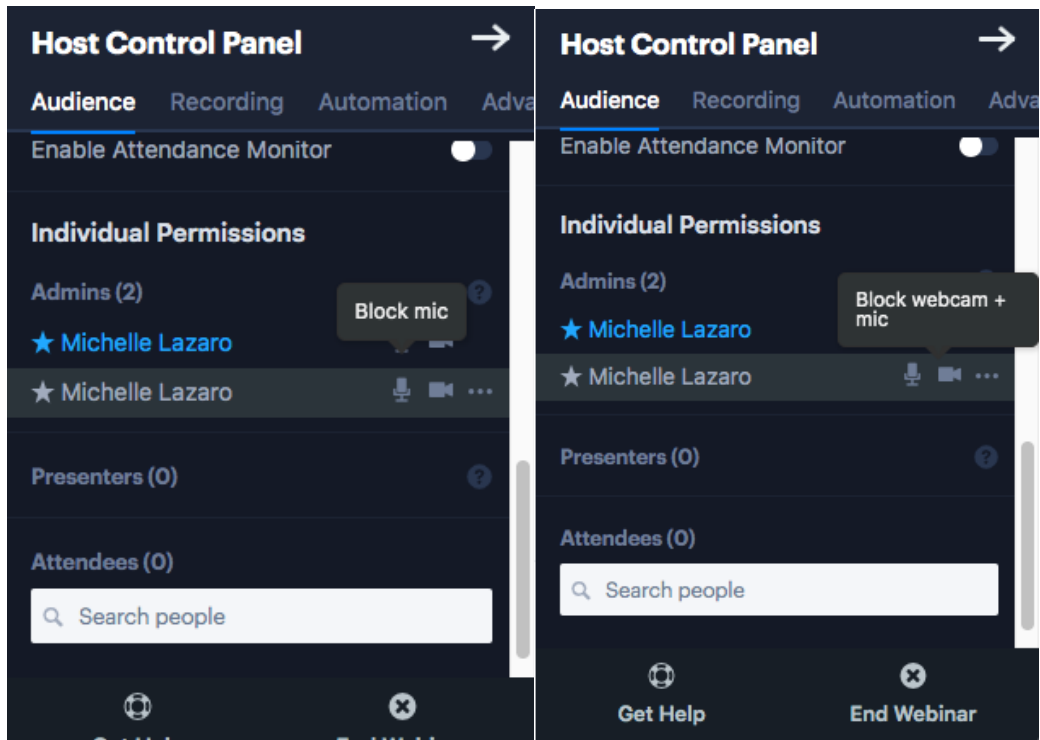 Host Control Panel
Audience Recording Automation Adva
Enable Attendance Monitor
Individual Permissions
Admins (2)
Block mic
Michelle Lazaro
Michelle Lazaro
Presenters (0)
Attendees (0)
Search people
Host Control Panel
Audience Recording Automation Adva
Enable Attendance Monitor
Individual Permissions
Admins (2)
Block webcam +
mic
Michelle Lazaro
Michelle Lazaro
Presenters (0)
Attendees (0)
Search people
Get Help End Webinar